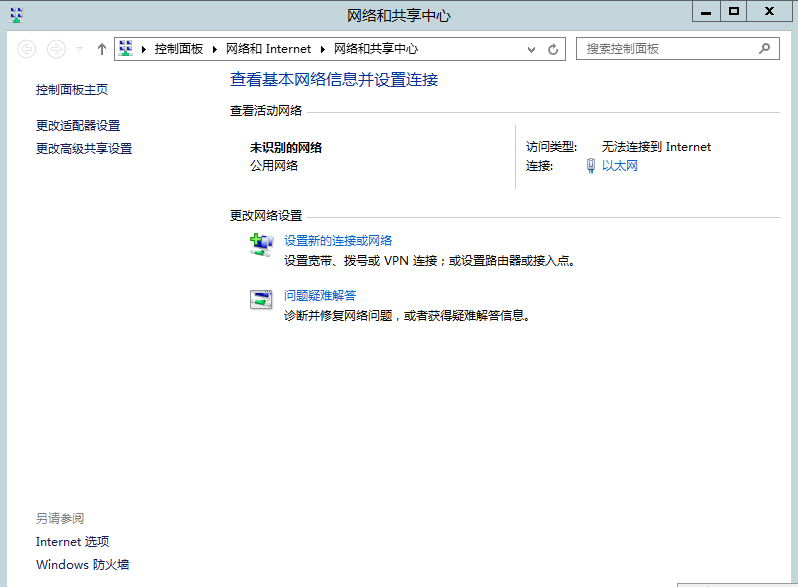 网络和共享中心
控制面板 网络和 Internet 网络和共享中心
搜索控制面板
控制面板主页
更改适配器设置
更改高级共享设置
查看基本网络信息并设置连接
查看活动网络
未识别的网络
公用网络
访问类型: 无法连接到 Internet
连接: 以太网
更改网络设置
设置新的连接或网络
设置宽带、拨号或 VPN 连接；或设置路由器或接入点。
问题疑难解答
诊断并修复网络问题，或者获得疑难解答信息。
另请参阅
Internet 选项
Windows 防火墙